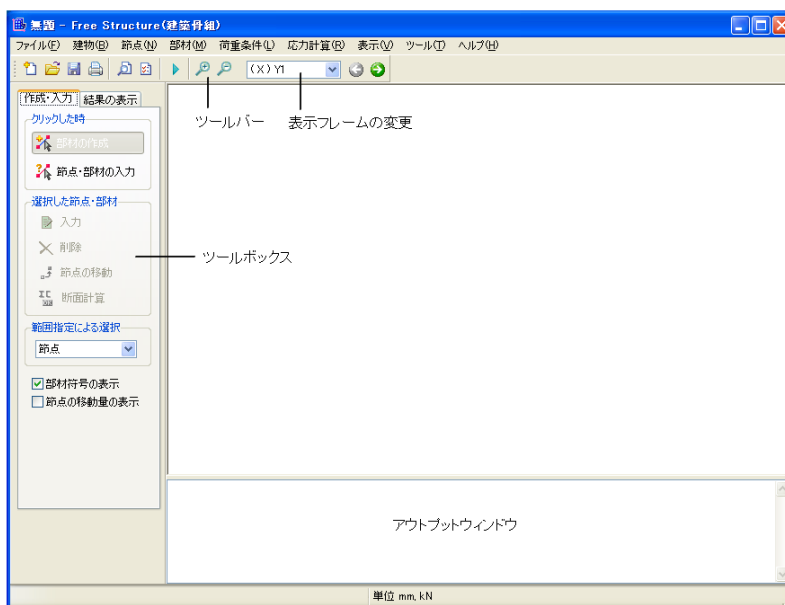 無題 - Free Structure(建築骨組)
ファイル(F) 建物(B) 節点(N) 部材(M) 荷重条件(L) 応力計算(R) 表示(V) ツール(T) ヘルプ(H)
(X) Y1
作成・入力 結果の表示
ツールバー 表示フレームの変更
クリックした時
部材の作成
節点・部材の入力
選択した節点・部材
入力
削除
ツールボックス
節点の移動
断面計算
範囲指定による選択
節点
部材符号の表示
節点の移動量の表示
アウトプットウィンドウ
単位 mm, kN